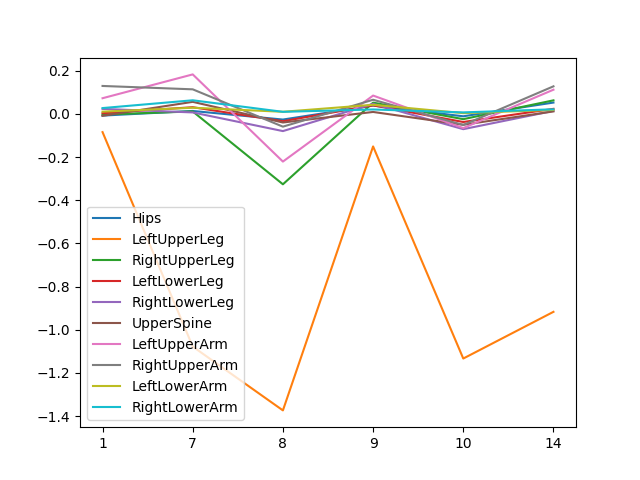 0.2
0.0
−0.2
−0.4
−0.6
−0.8
−1.0
−1.2
−1.4
Hips
LeftUpperLeg
RightUpperLeg
LeftLowerLeg
RightLowerLeg
UpperSpine
LeftUpperArm
RightUpperArm
LeftLowerArm
RightLowerArm
1 7 8 9 10 14